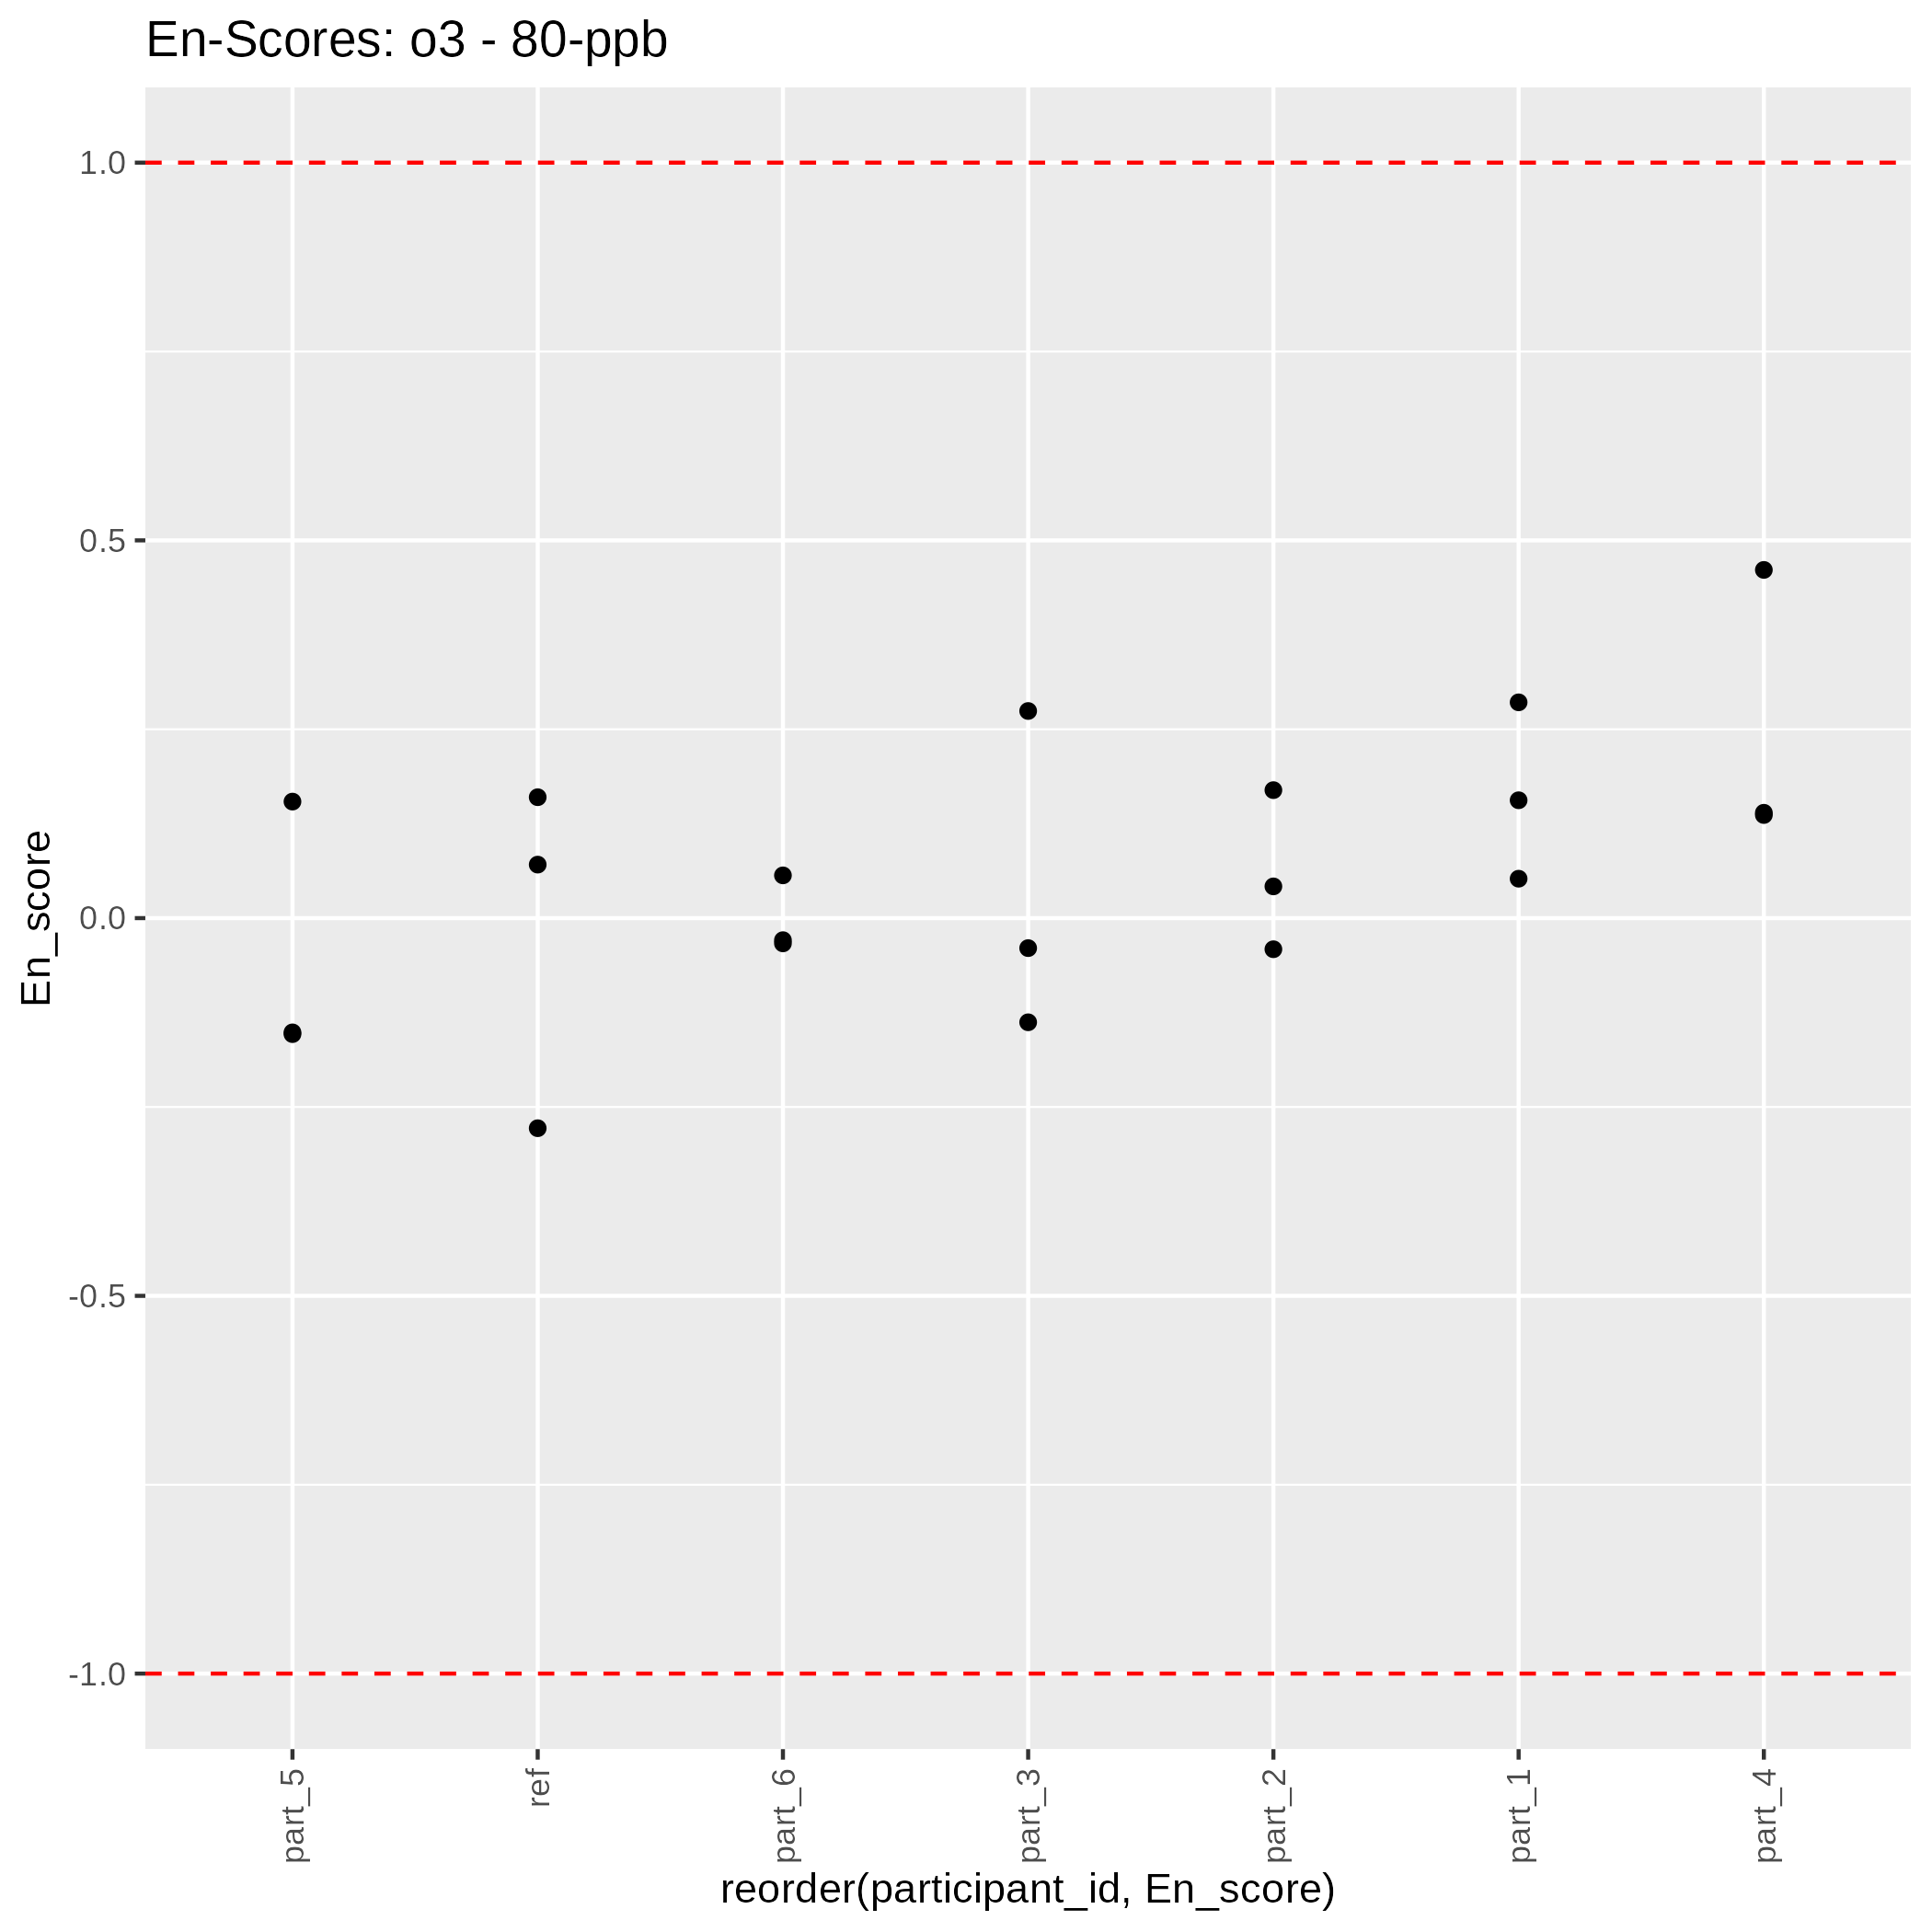 En-Scores: o3 - 80-ppb
En_score
1.0
0.5
0.0
-0.5
-1.0
part_5
ref
part_6
part_3
part_2
part_1
part_4
reorder(participant_id, En_score)